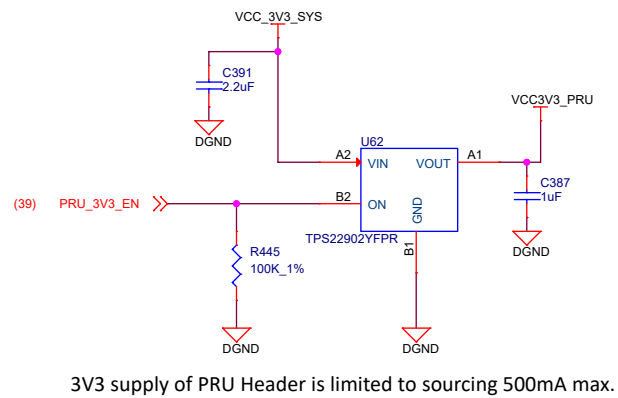 VCC_3V3_SYS
C391
2.2uF
DGND
VCC3V3_PRU
U62
A2 VIN VOUT A1
C387
1uF
(39) PRU_3V3_EN B2 ON
GND
TPS22902YFPR
B1
DGND
R445
100K_1%
DGND
DGND
3V3 supply of PRU Header is limited to sourcing 500mA max.